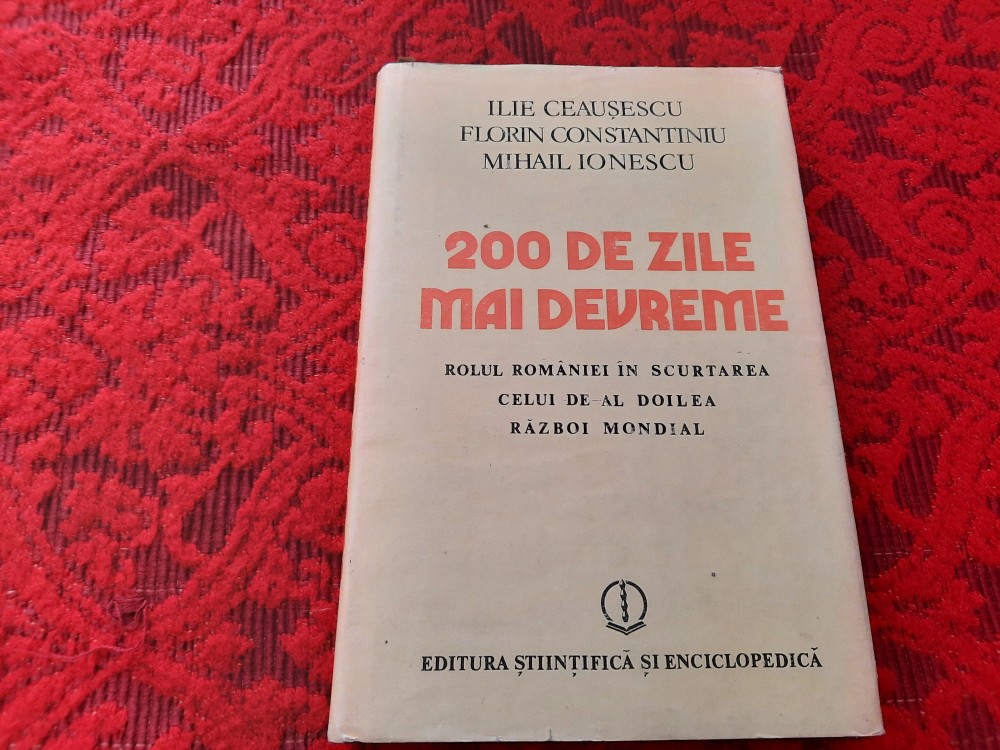 ILIE CEAUȘESCU
FLORIN CONSTANTINIU
MIHAIL IONESCU
200 DE ZILE
MAI DEVREME
ROLUL ROMÂNIEI ÎN SCURTAREA
CELUI DE-AL DOILEA
RĂZBOI MONDIAL
EDITURA ȘTIINȚIFICĂ ȘI ENCICLOPEDICĂ